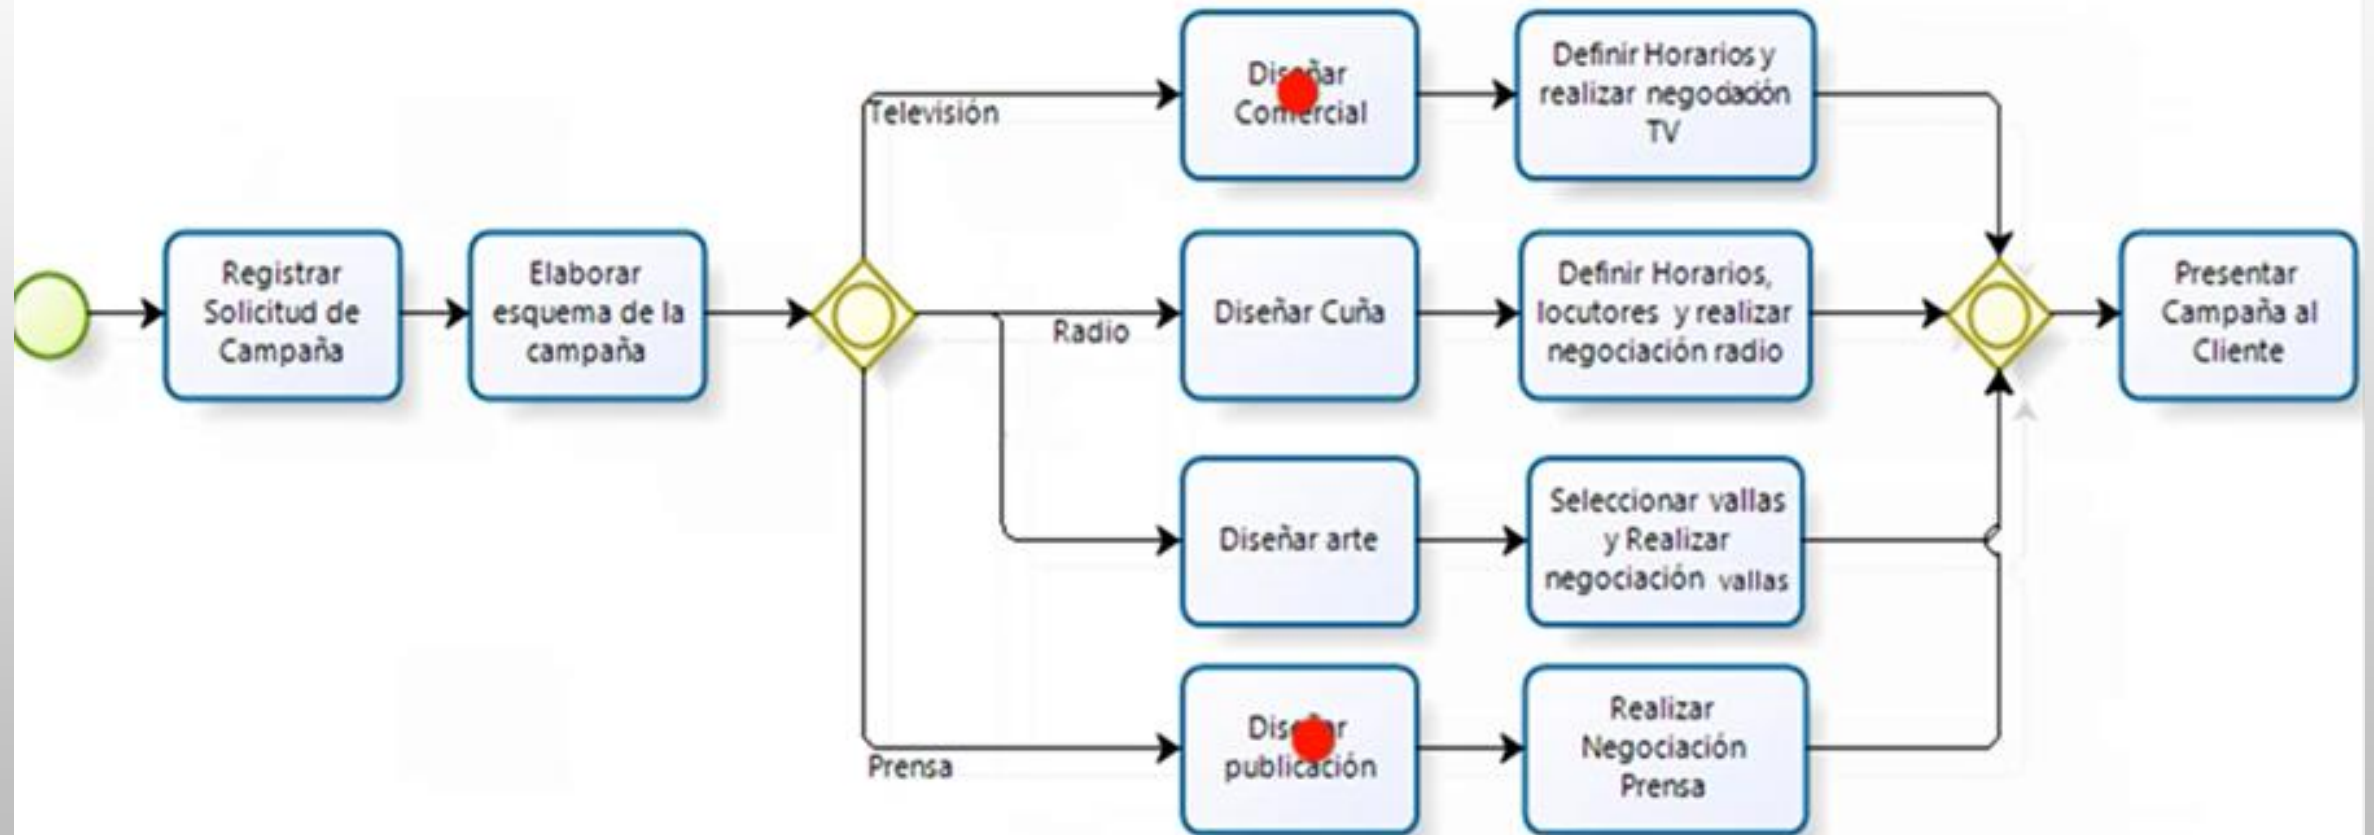 Registrar
Solicitud de
Campaña
Elaborar
esquema de la
campaña
Televisión
Diseñar
Comercial
Definir Horarios y
realizar negociación
TV
Radio
Diseñar Cuña
Definir Horarios,
locutores y realizar
negociación radio
Presentar
Campaña al
Cliente
Diseñar arte
Seleccionar vallas
y Realizar
negociación vallas
Prensa
Diseñar
publicación
Realizar
Negociación
Prensa